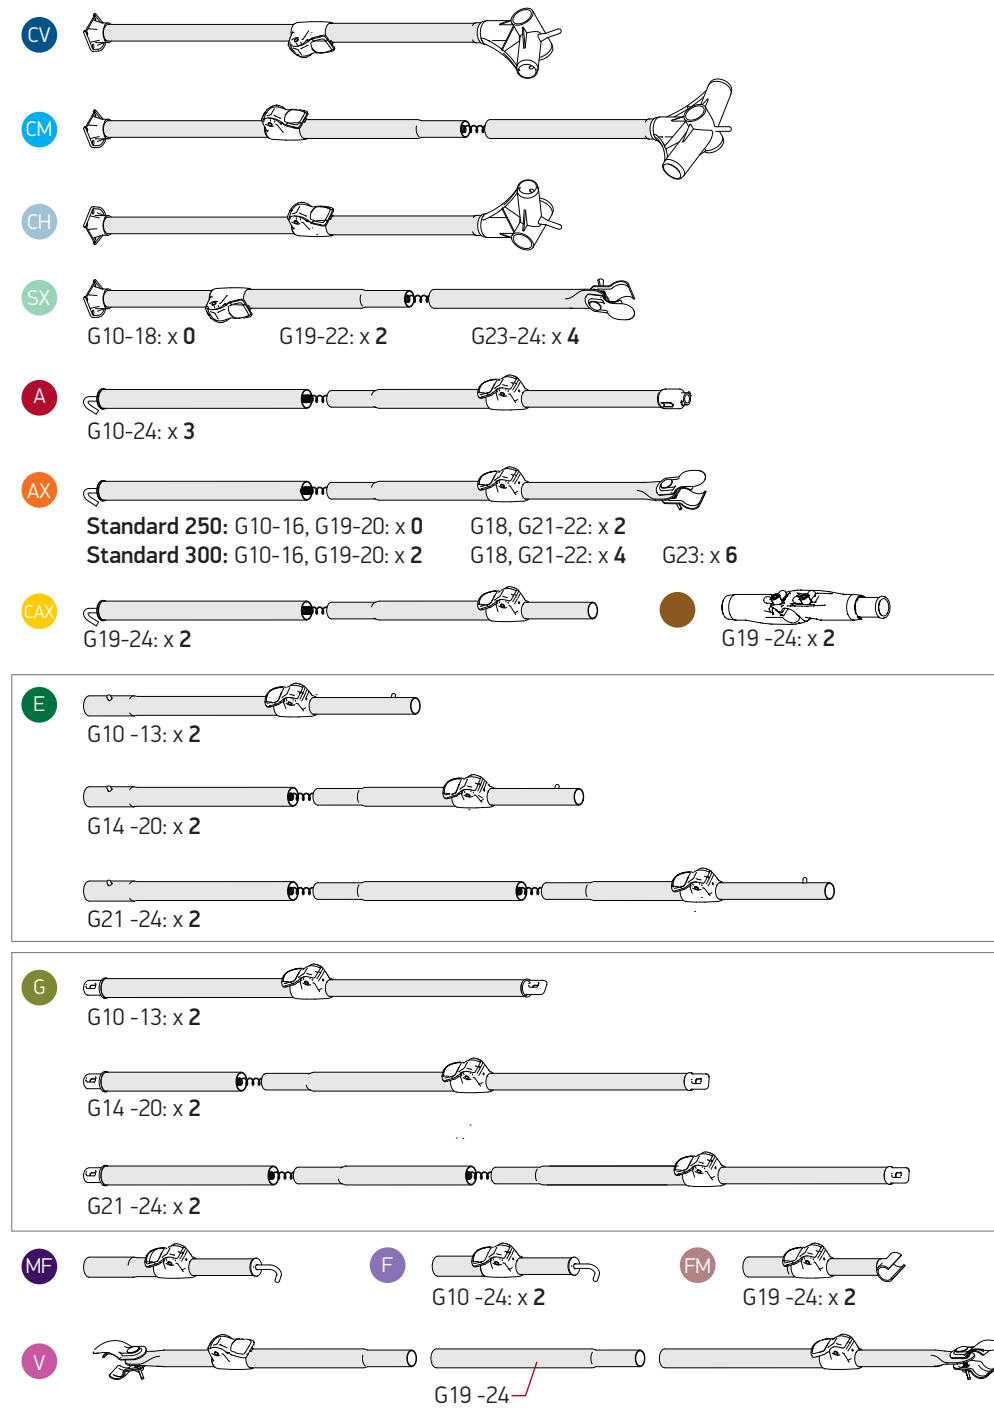 CV
CM
CH
SX
G10-18: x 0 G19-22: x 2 G23-24: x 4
A
G10-24: x 3
AX
Standard 250: G10-16, G19-20: x 0 G18, G21-22: x 2
Standard 300: G10-16, G19-20: x 2 G18, G21-22: x 4 G23: x 6
CAX
G19-24: x 2 G19 -24: x 2
E
G10 -13: x 2
G14 -20: x 2
G21 -24: x 2
G
G10 -13: x 2
G14 -20: x 2
G21 -24: x 2
MF F FM
G10 -24: x 2 G19 -24: x 2
V
G19 -24